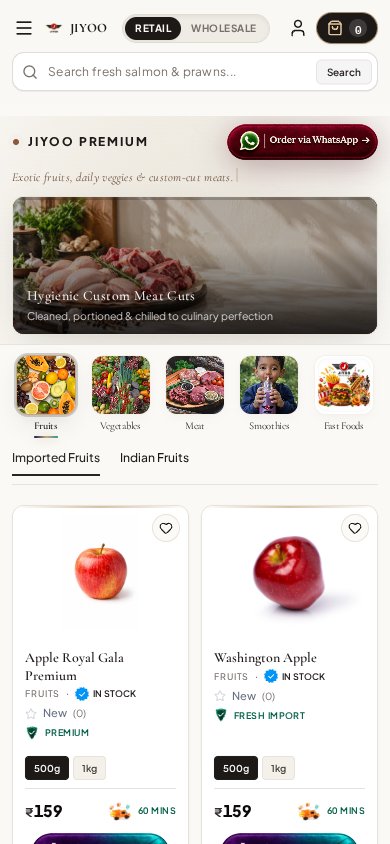 JIYOO
RETAIL WHOLESALE
0
Search fresh salmon & prawns...
Search
JIYOO PREMIUM
Order via WhatsApp →
Exotic fruits, daily veggies & custom-cut meats.
Hygienic Custom Meat Cuts
Cleaned, portioned & chilled to culinary perfection
Fruits Vegetables Meat Smoothies Fast Foods
Imported Fruits Indian Fruits
Apple Royal Gala
Premium
FRUITS · IN STOCK
New (0)
PREMIUM
500g 1kg
₹159 60 MINS
Washington Apple
FRUITS · IN STOCK
New (0)
FRESH IMPORT
500g 1kg
₹159 60 MINS